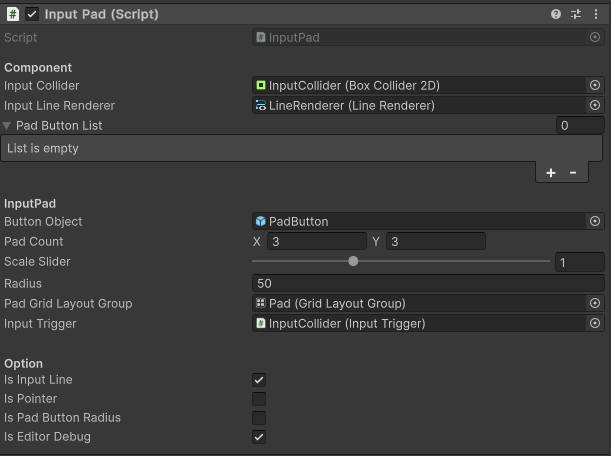 Input Pad (Script)
Script InputPad
Component
Input Collider InputCollider (Box Collider 2D)
Input Line Renderer LineRenderer (Line Renderer)
Pad Button List 0
List is empty
+ -
InputPad
Button Object PadButton
Pad Count X 3 Y 3
Scale Slider 1
Radius 50
Pad Grid Layout Group Pad (Grid Layout Group)
Input Trigger InputCollider (Input Trigger)
Option
Is Input Line
Is Pointer
Is Pad Button Radius
Is Editor Debug